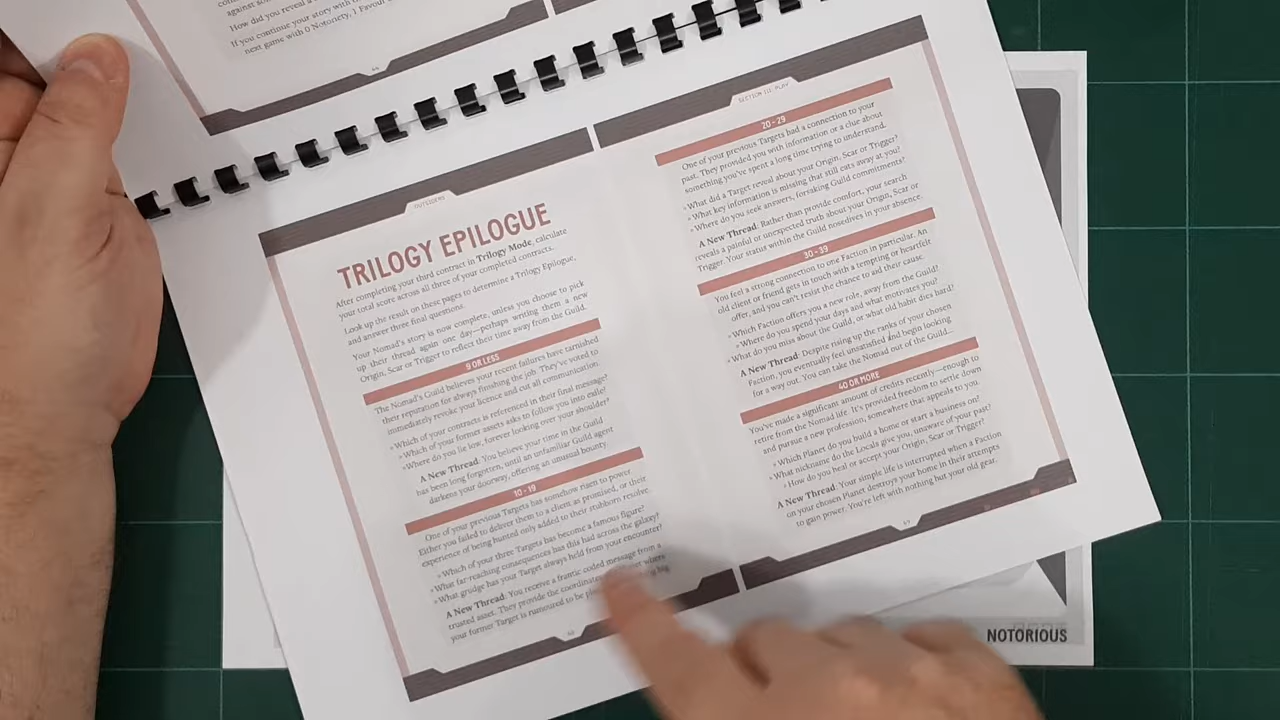 against
How did you reveal a
If you continue your story with
next game with 0 Notoriety, 1 Favour
NOTORIOUS
TRILOGY EPILOGUE
After completing your third contract in Trilogy Mode, calculate
your total score across all three of your completed contracts.
Look up the result on these pages to determine a Trilogy Epilogue,
and answer three final questions.
Your Nomad's story is now complete, unless you choose to pick
up their thread again one day—perhaps writing them a new
Origin, Scar or Trigger to reflect their time away from the Guild.
9 OR LESS
The Nomad's Guild believes your recent failures have tarnished
their reputation for always finishing the job. They've voted to
immediately revoke your licence and cut all communication.
Which of your contracts is referenced in their final message?
Which of your former assets asks to follow you into exile?
Where do you lie low, forever looking over your shoulder?
A New Thread: You believe your time in the Guild
has been long forgotten, until an unfamiliar Guild agent
darkens your doorway, offering an unusual bounty.
10 - 19
One of your previous Targets has somehow risen to power.
Either you failed to deliver them to a client as promised, or their
experience of being hunted only added to their stubborn resolve.
Which of your three Targets has become a famous figure?
What far-reaching consequences has this had across the galaxy?
What grudge has your Target always held from your encounter?
A New Thread: You receive a frantic coded message from a
trusted asset. They provide the coordinates where
your former Target is rumoured to be big
SECTION III: PLAY
20 - 29
One of your previous Targets had a connection to your
past. They provided you with information or a clue about
something you've spent a long time trying to understand.
What did a Target reveal about your Origin, Scar or Trigger?
What key information is missing that still eats away at you?
Where do you seek answers, forsaking Guild commitments?
A New Thread: Rather than provide comfort, your search
reveals a painful or unexpected truth about your Origin, Scar or
Trigger. Your status within the Guild nosedives in your absence.
30 - 39
You feel a strong connection to one Faction in particular. An
old client or friend gets in touch with a tempting or heartfelt
offer, and you can't resist the chance to aid their cause.
Which Faction offers you a new role, away from the Guild?
Where do you spend your days and what motivates you?
What do you miss about the Guild, or what old habit dies hard?
A New Thread: Despite rising up the ranks of your chosen
Faction, you eventually feel unsatisfied and begin looking
for a way out. You can take the Nomad out of the Guild...
40 OR MORE
You've made a significant amount of credits recently—enough to
retire from the Nomad life. It's provided freedom to settle down
and pursue a new profession, somewhere that appeals to you.
Which Planet do you build a home or start a business on?
What nickname do the Locals give you, unaware of your past?
How do you heal or accept your Origin, Scar or Trigger?
A New Thread: Your simple life is interrupted when a Faction
on your chosen Planet destroys your home in their attempts
to gain power. You're left with nothing but your old gear.
NOTORIOUS